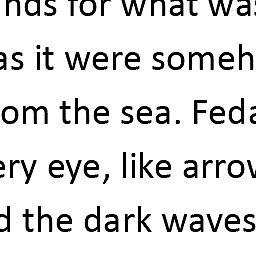 nds for what was
as it were someh
om the sea. Feda
ery eye, like arrow
d the dark waves